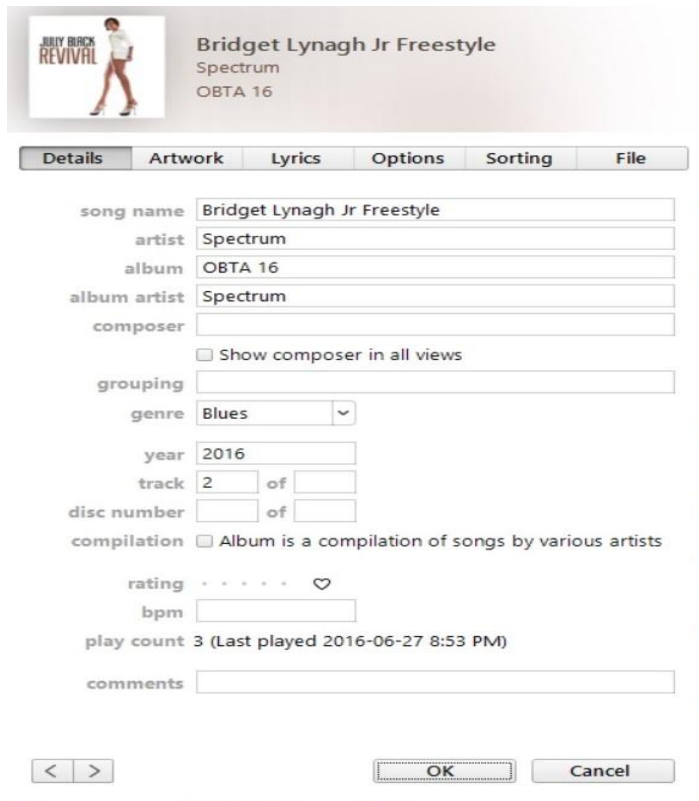 JULLY BLACK
REVIVAL
Bridget Lynagh Jr Freestyle
Spectrum
OBTA 16
Details Artwork Lyrics Options Sorting File
song name Bridget Lynagh Jr Freestyle
artist Spectrum
album OBTA 16
album artist Spectrum
composer
Show composer in all views
grouping
genre Blues
year 2016
track 2 of
disc number of
compilation Album is a compilation of songs by various artists
rating
bpm
play count 3 (Last played 2016-06-27 8:53 PM)
comments
< > OK Cancel